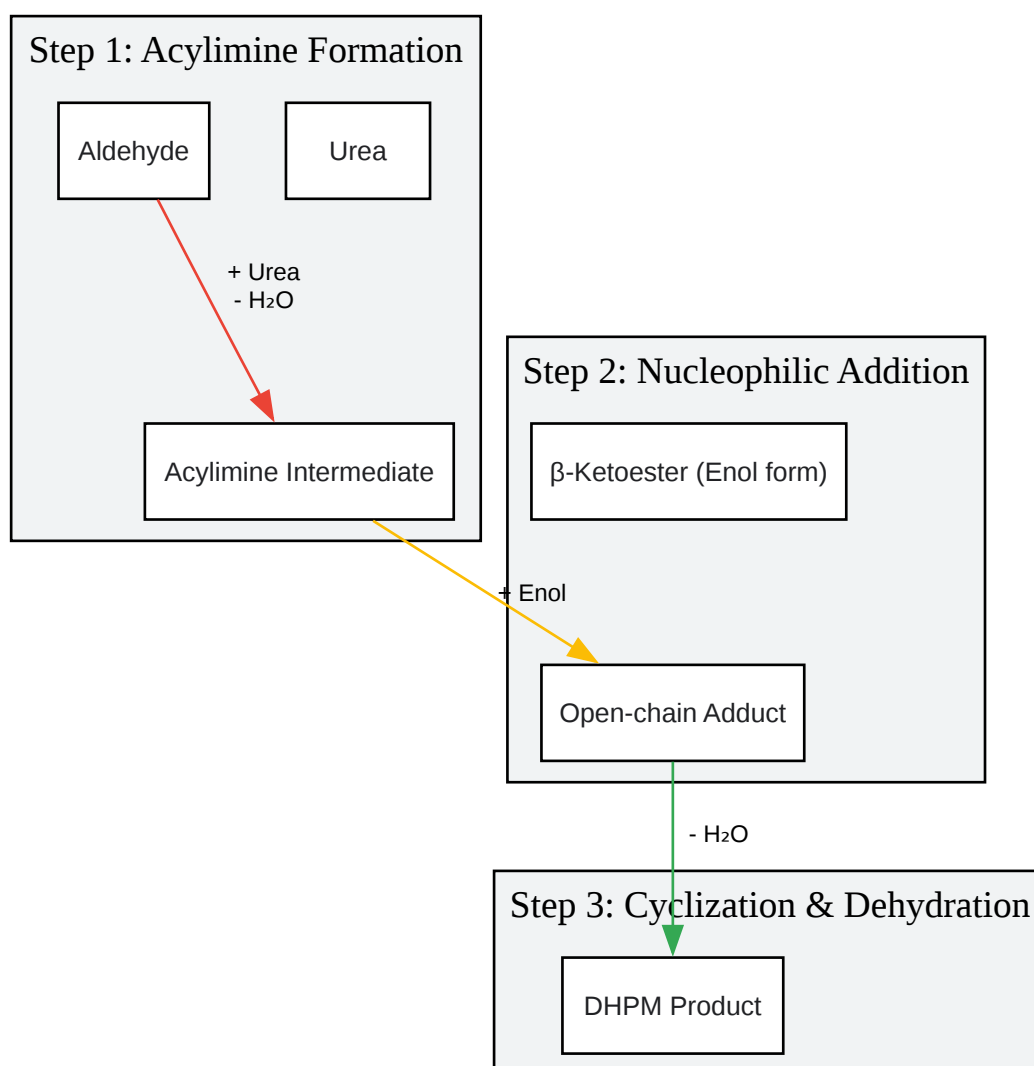 Step 1: Acylimine Formation
Aldehyde
Urea
+ Urea
- H₂O
Acylimine Intermediate
Step 2: Nucleophilic Addition
β-Ketoester (Enol form)
+ Enol
Open-chain Adduct
- H₂O
Step 3: Cyclization & Dehydration
DHPM Product